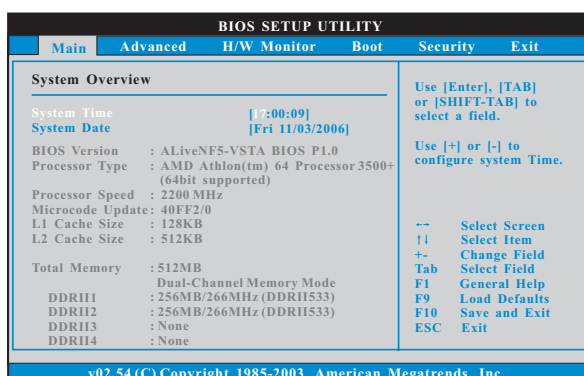 BIOS SETUP UTILITY
Main Advanced H/W Monitor Boot Security Exit
System Overview
System Time [17:00:09]
System Date [Fri 11/03/2006]
BIOS Version : ALiveNF5-VSTA BIOS P1.0
Processor Type : AMD Athlon(tm) 64 Processor 3500+
(64bit supported)
Processor Speed : 2200 MHz
Microcode Update : 40FF2/0
L1 Cache Size : 128KB
L2 Cache Size : 512KB
Total Memory : 512MB
Dual-Channel Memory Mode
DDRII1 : 256MB/266MHz (DDRII533)
DDRII2 : 256MB/266MHz (DDRII533)
DDRII3 : None
DDRII4 : None
Use [Enter], [TAB]
or [SHIFT-TAB] to
select a field.
Use [+] or [-] to
configure system Time.
←→ Select Screen
↑↓ Select Item
+- Change Field
Tab Select Field
F1 General Help
F9 Load Defaults
F10 Save and Exit
ESC Exit
v02.54 (C) Copyright 1985-2003, American Megatrends, Inc.